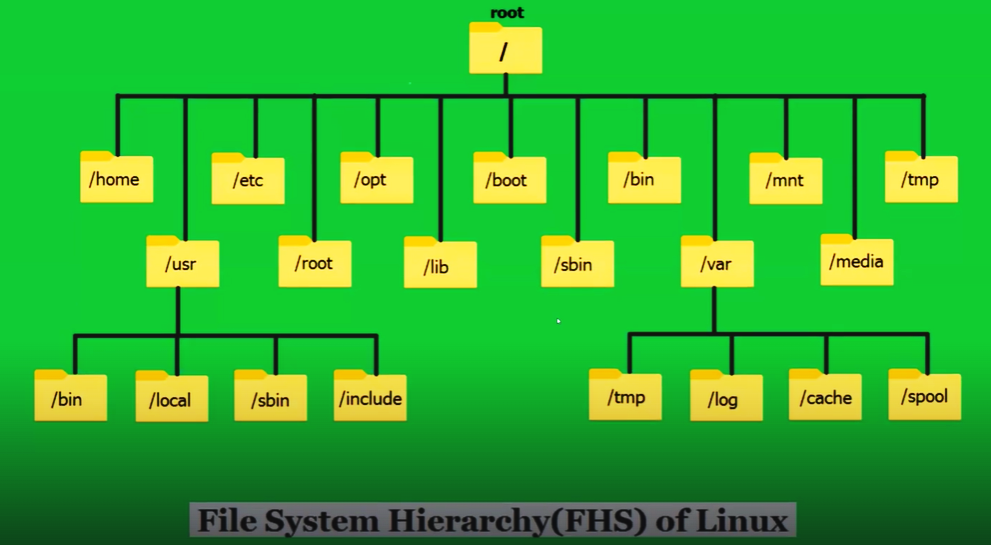 root
/
/home
/etc
/opt
/boot
/bin
/mnt
/tmp
/usr
/root
/lib
/sbin
/var
/media
/bin
/local
/sbin
/include
/tmp
/log
/cache
/spool
File System Hierarchy(FHS) of Linux